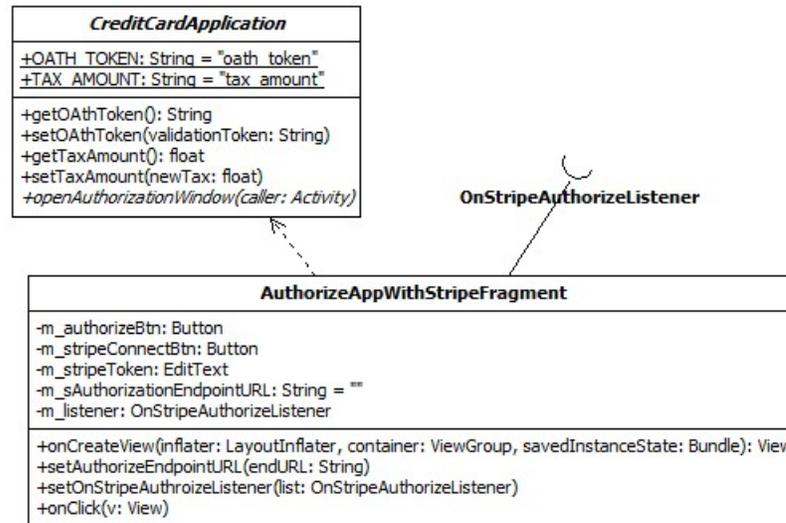 CreditCardApplication
+OATH_TOKEN: String = "oath_token"
+TAX_AMOUNT: String = "tax_amount"
+getOAthToken(): String
+setOAthToken(validationToken: String)
+getTaxAmount(): float
+setTaxAmount(newTax: float)
+openAuthorizationWindow(caller: Activity)
OnStripeAuthorizeListener
AuthorizeAppWithStripeFragment
-m_authorizeBtn: Button
-m_stripeConnectBtn: Button
-m_stripeToken: EditText
-m_sAuthorizationEndpointURL: String = ""
-m_listener: OnStripeAuthorizeListener
+onCreateView(inflater: LayoutInflater, container: ViewGroup, savedInstanceState: Bundle): View
+setAuthorizeEndpointURL(endURL: String)
+setOnStripeAuthroizeListener(list: OnStripeAuthorizeListener)
+onClick(v: View)